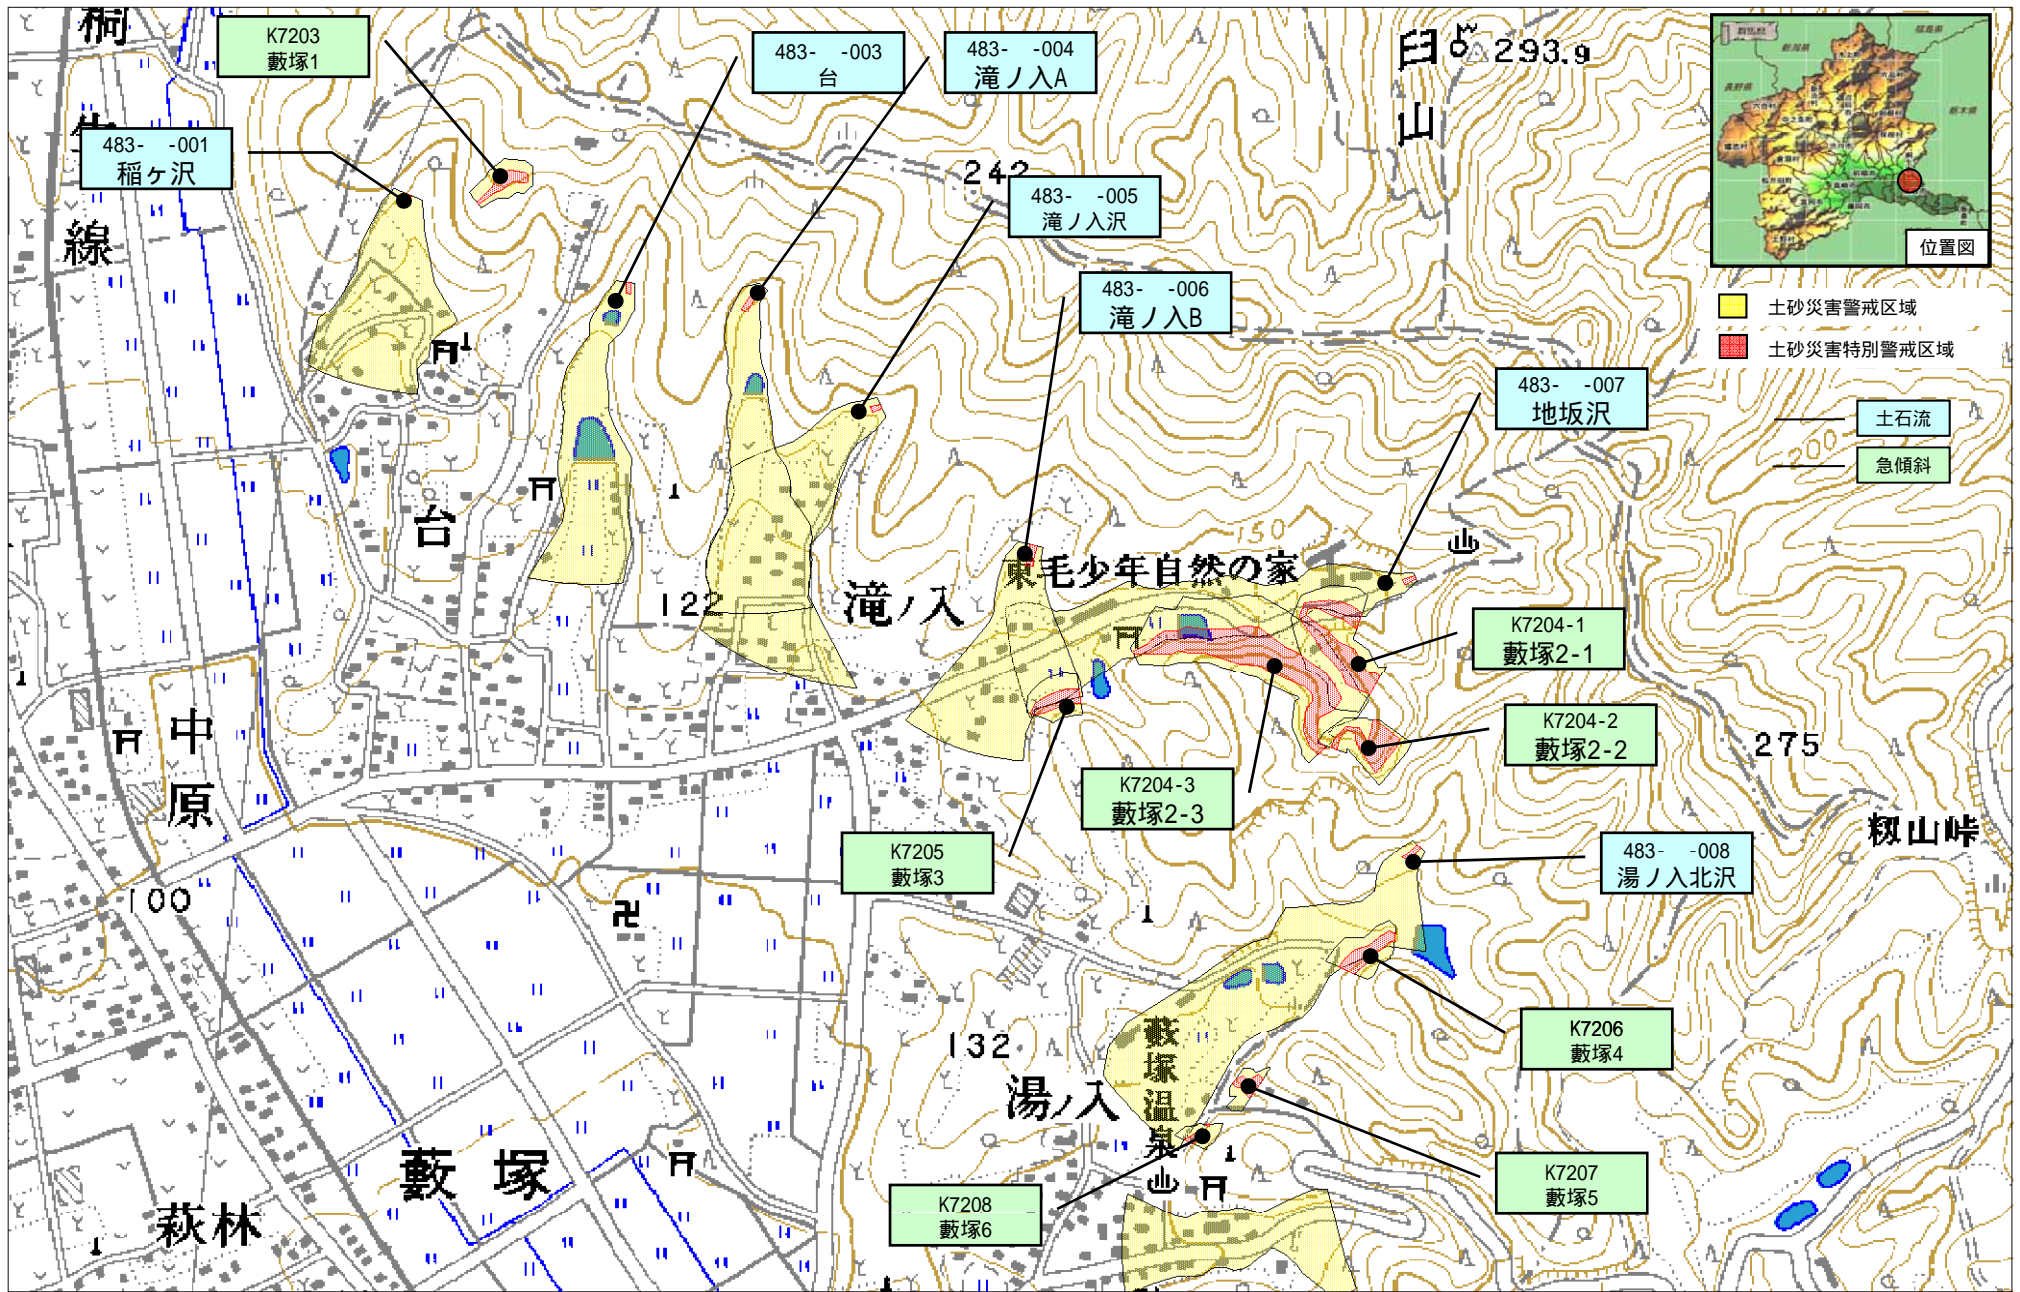 桐
生
線
K7203
藪塚1
483-　-001
稲ヶ沢
483-　-003
台
483-　-004
滝ノ入A
242
483-　-005
滝ノ入沢
483-　-006
滝ノ入B
臼
山
293.9
群馬県
位置図
土砂災害警戒区域
土砂災害特別警戒区域
483-　-007
地坂沢
土石流
急傾斜
200
150
台
122
滝ノ入
東毛少年自然の家
K7204-1
藪塚2-1
K7204-2
藪塚2-2
K7204-3
藪塚2-3
275
籾山峠
中
原
100
K7205
藪塚3
483-　-008
湯ノ入北沢
K7206
藪塚4
132
湯ノ入
藪
塚
温
泉
K7207
藪塚5
K7208
藪塚6
藪塚
萩林